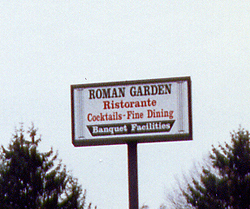 ROMAN GARDEN
Ristorante
Cocktails - Fine Dining
Banquet Facilities